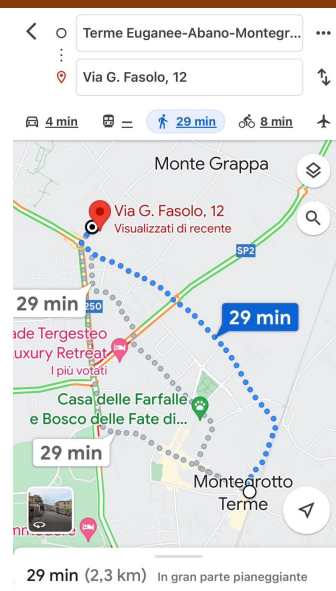 Terme Euganee-Abano-Montegr...
Via G. Fasolo, 12
4 min
29 min
8 min
Monte Grappa
Via G. Fasolo, 12
Visualizzati di recente
SP2
29 min
250
29 min
ade Tergesteo
uxury Retreat
I più votati
Casa delle Farfalle
e Bosco delle Fate di...
29 min
Montegrotto
Terme
29 min (2,3 km) In gran parte pianeggiante